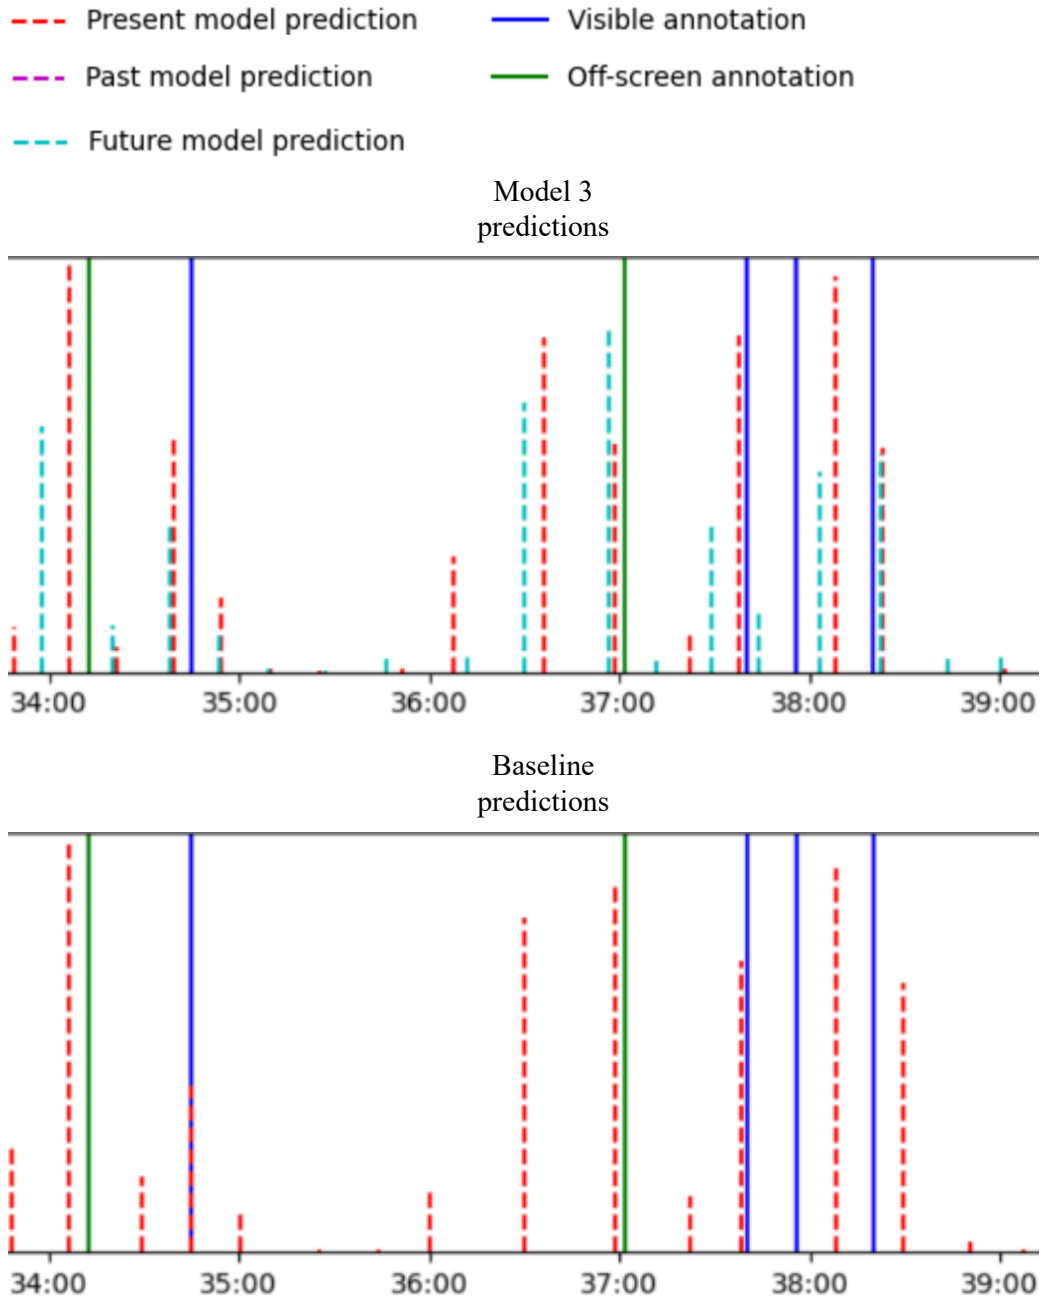 Present model prediction
Visible annotation
Past model prediction
Off-screen annotation
Future model prediction
Model 3
predictions
34:00 35:00 36:00 37:00 38:00 39:00
Baseline
predictions
34:00 35:00 36:00 37:00 38:00 39:00